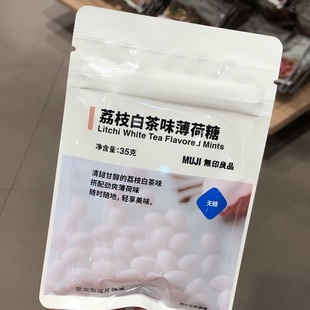 荔枝白茶味薄荷糖
Litchi White Tea Flavored Mints
净含量:35克
MUJI 無印良品
清甜甘醇的荔枝白茶味
搭配劲爽薄荷味
随时随地,轻享美味。
无糖